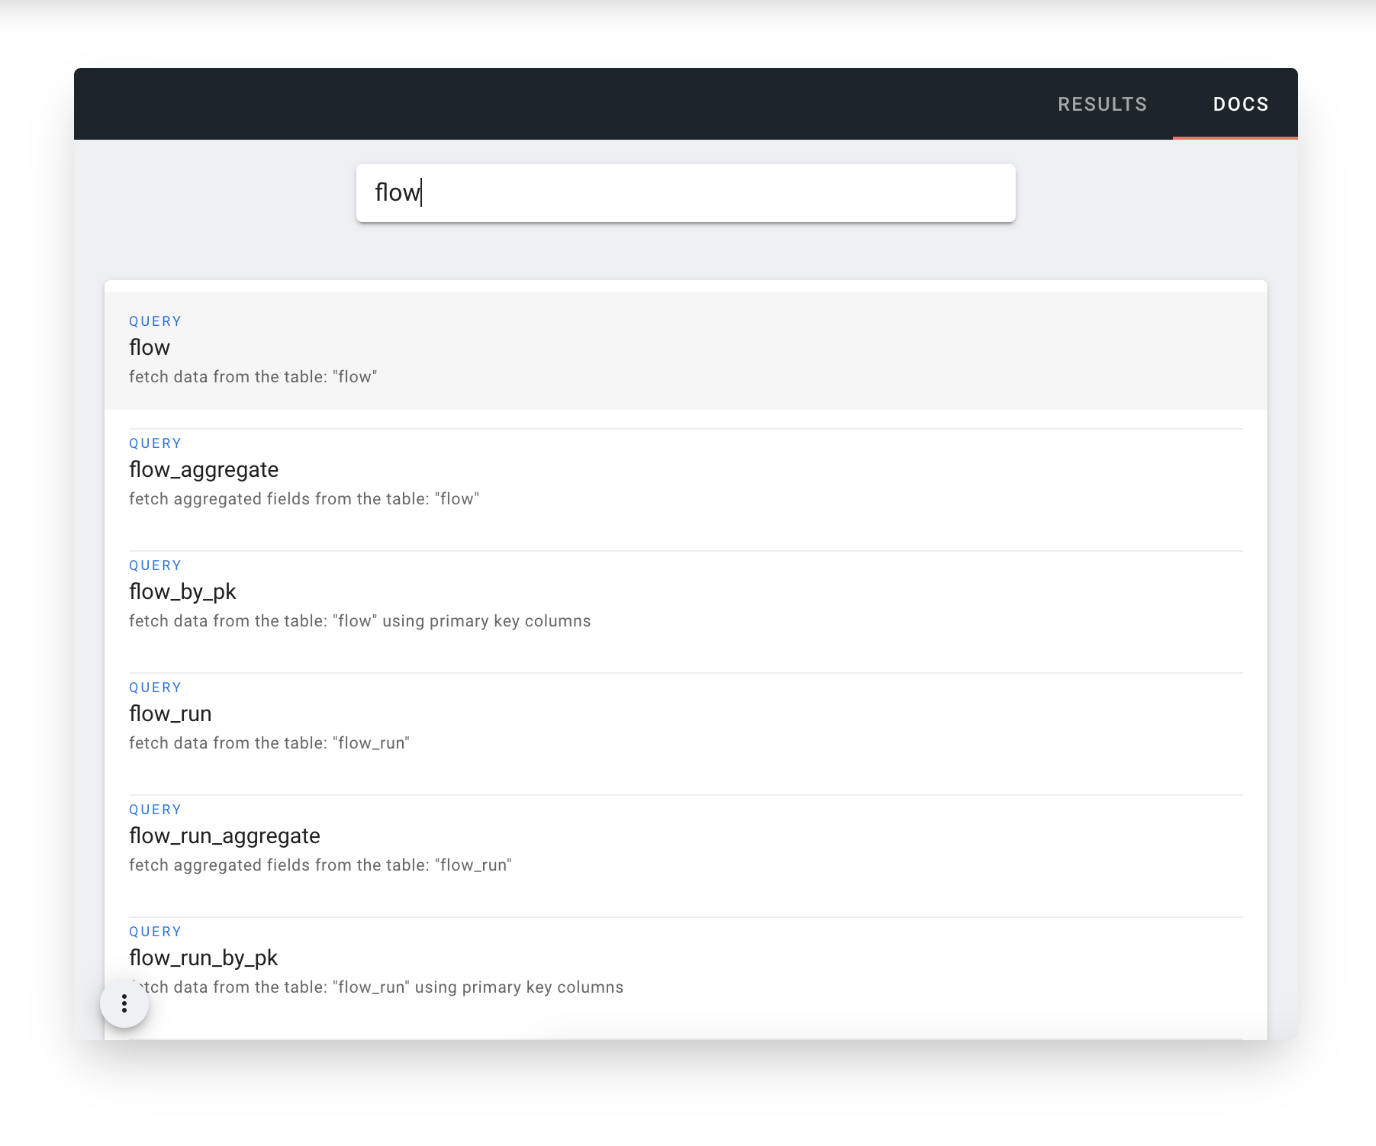 RESULTS DOCS
flow
QUERY
flow
fetch data from the table: "flow"
QUERY
flow_aggregate
fetch aggregated fields from the table: "flow"
QUERY
flow_by_pk
fetch data from the table: "flow" using primary key columns
QUERY
flow_run
fetch data from the table: "flow_run"
QUERY
flow_run_aggregate
fetch aggregated fields from the table: "flow_run"
QUERY
flow_run_by_pk
data from the table: "flow_run" using primary key columns